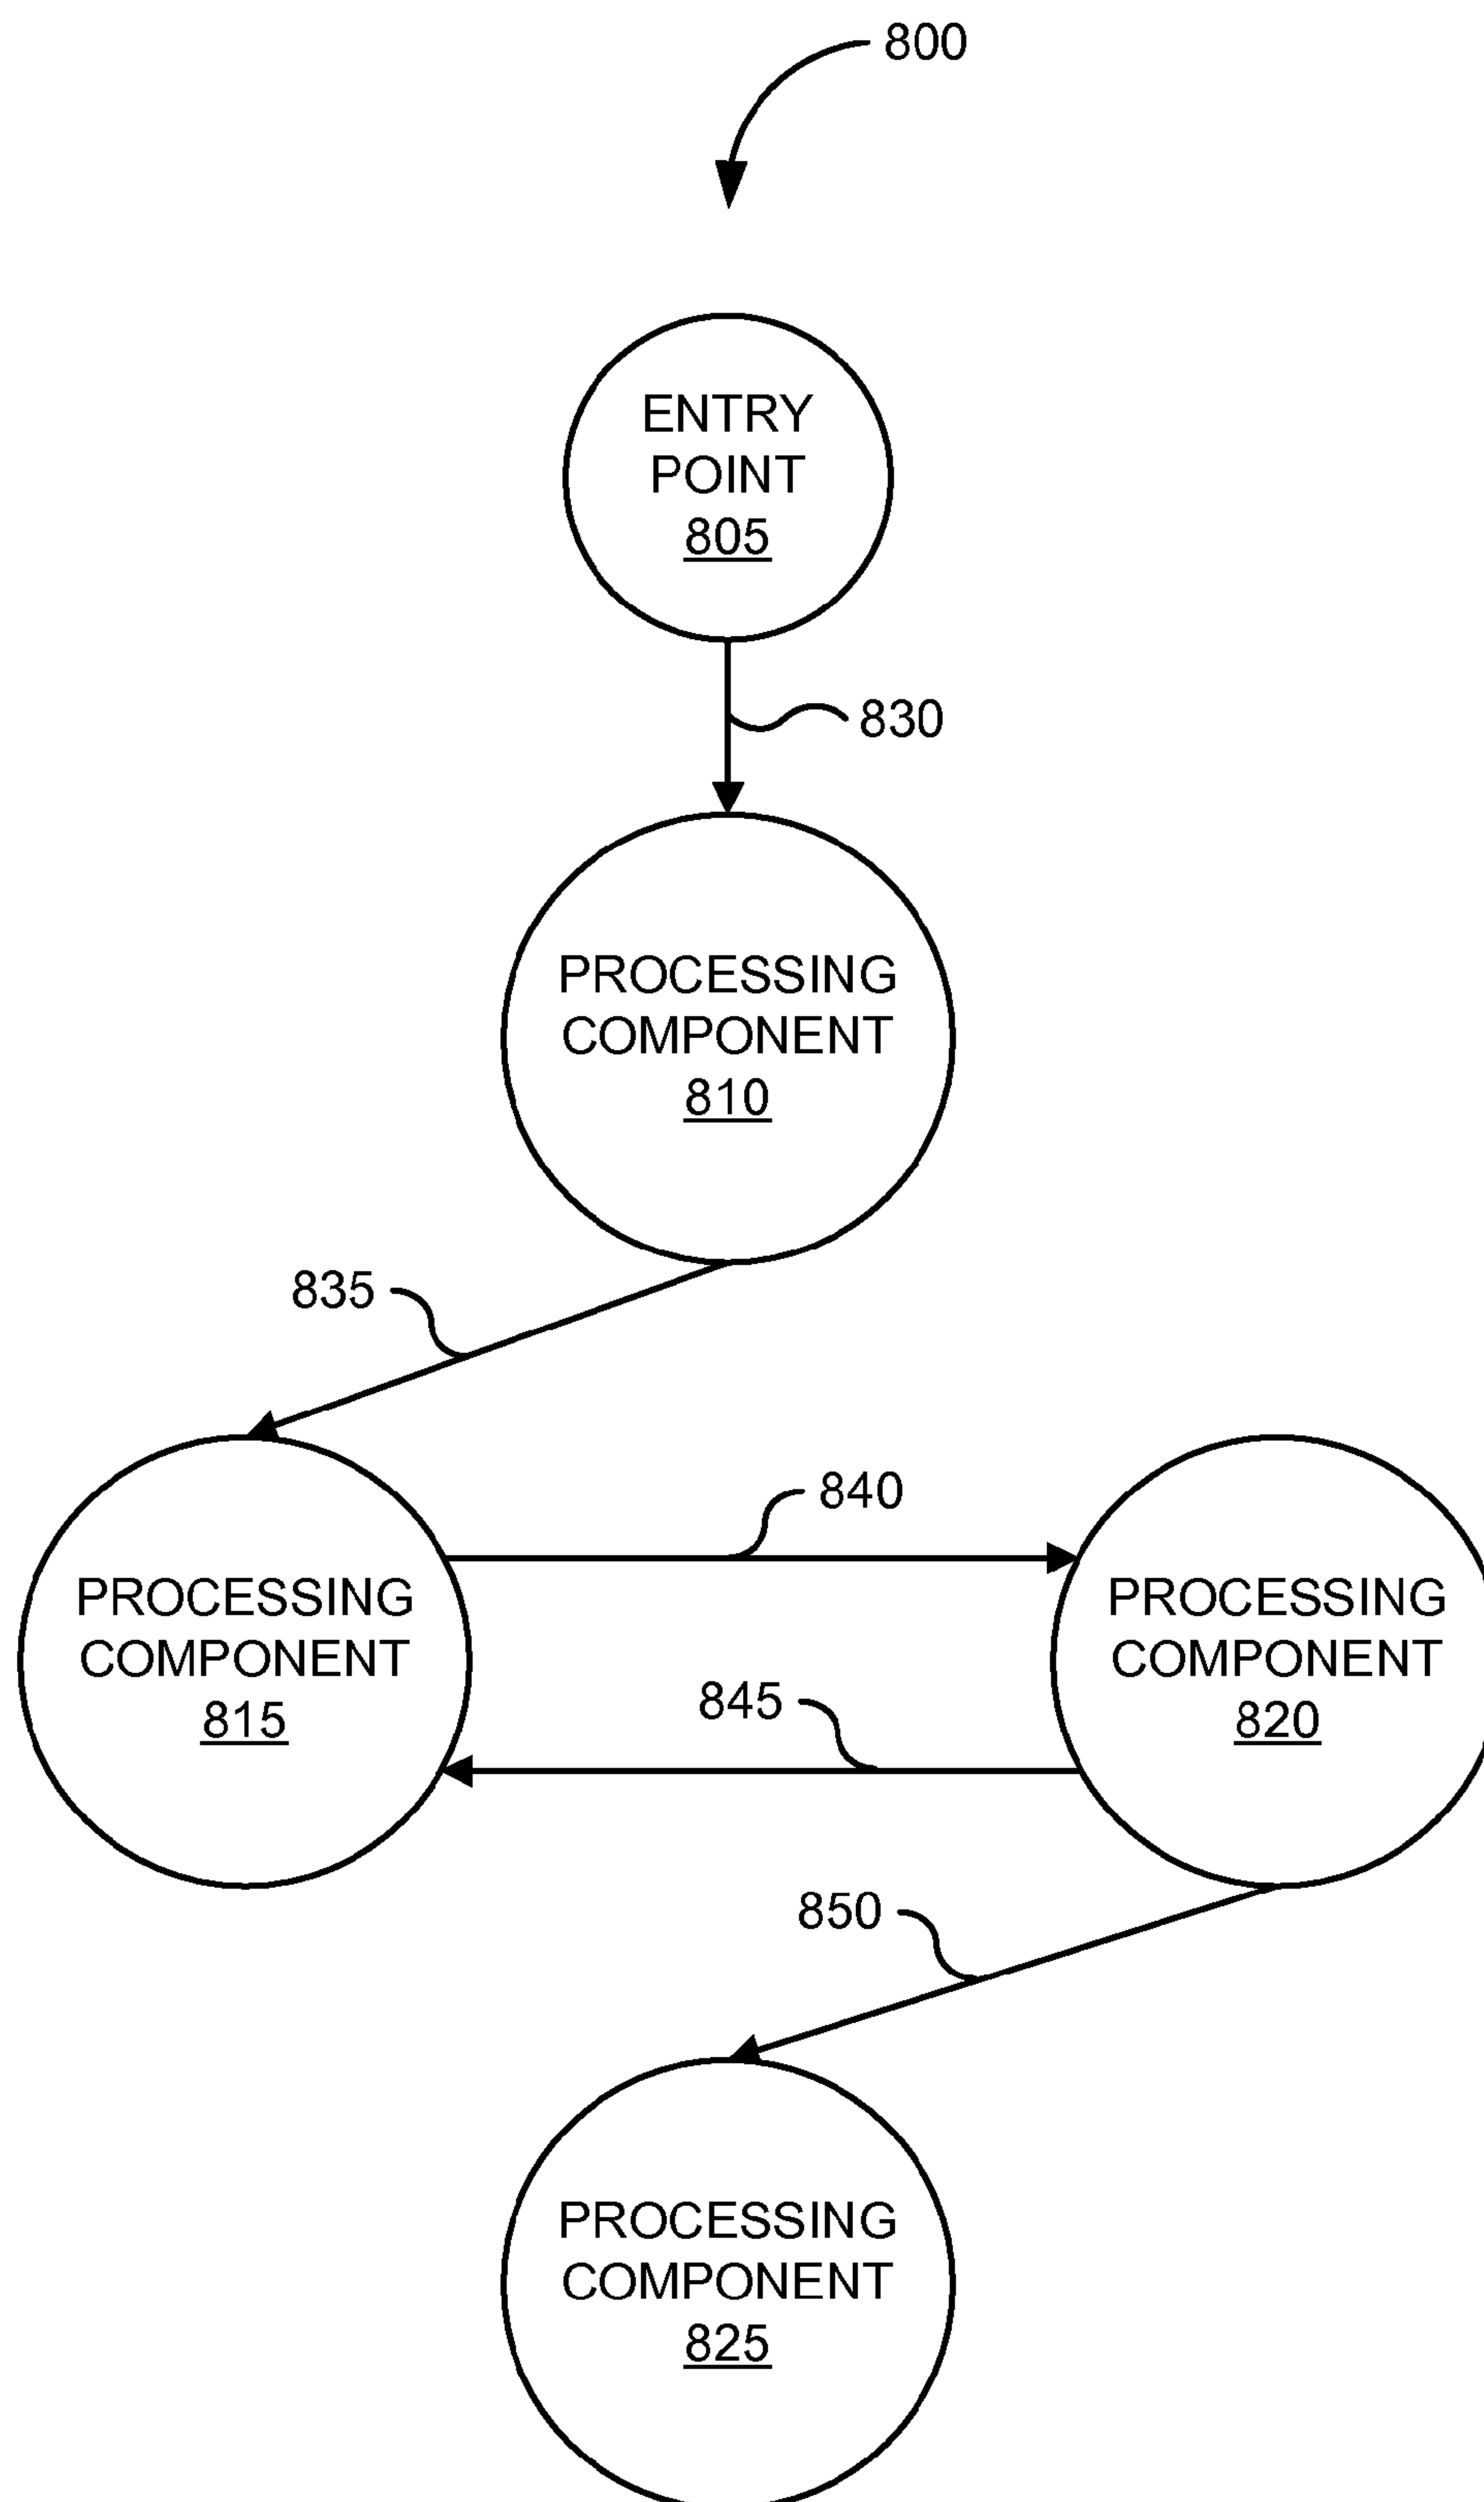 800
ENTRY
POINT
805
830
PROCESSING
COMPONENT
810
835
840
PROCESSING
COMPONENT
815
PROCESSING
COMPONENT
820
845
850
PROCESSING
COMPONENT
825